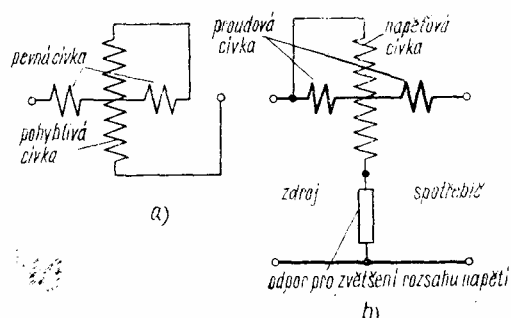 pevná cívka
pohyblivá
cívka
a)
proudová
cívka
napěťová
cívka
zdroj
spotřebič
odpor pro zvětšení rozsahu napětí
b)